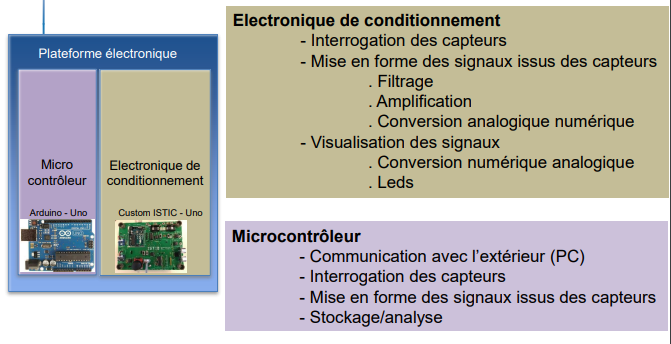 Plateforme électronique
Micro
contrôleur
Arduino - Uno
Electronique de
conditionnement
Custom ISTIC - Uno
Electronique de conditionnement
- Interrogation des capteurs
- Mise en forme des signaux issus des capteurs
. Filtrage
. Amplification
. Conversion analogique numérique
- Visualisation des signaux
. Conversion numérique analogique
. Leds
Microcontrôleur
- Communication avec l'extérieur (PC)
- Interrogation des capteurs
- Mise en forme des signaux issus des capteurs
- Stockage/analyse